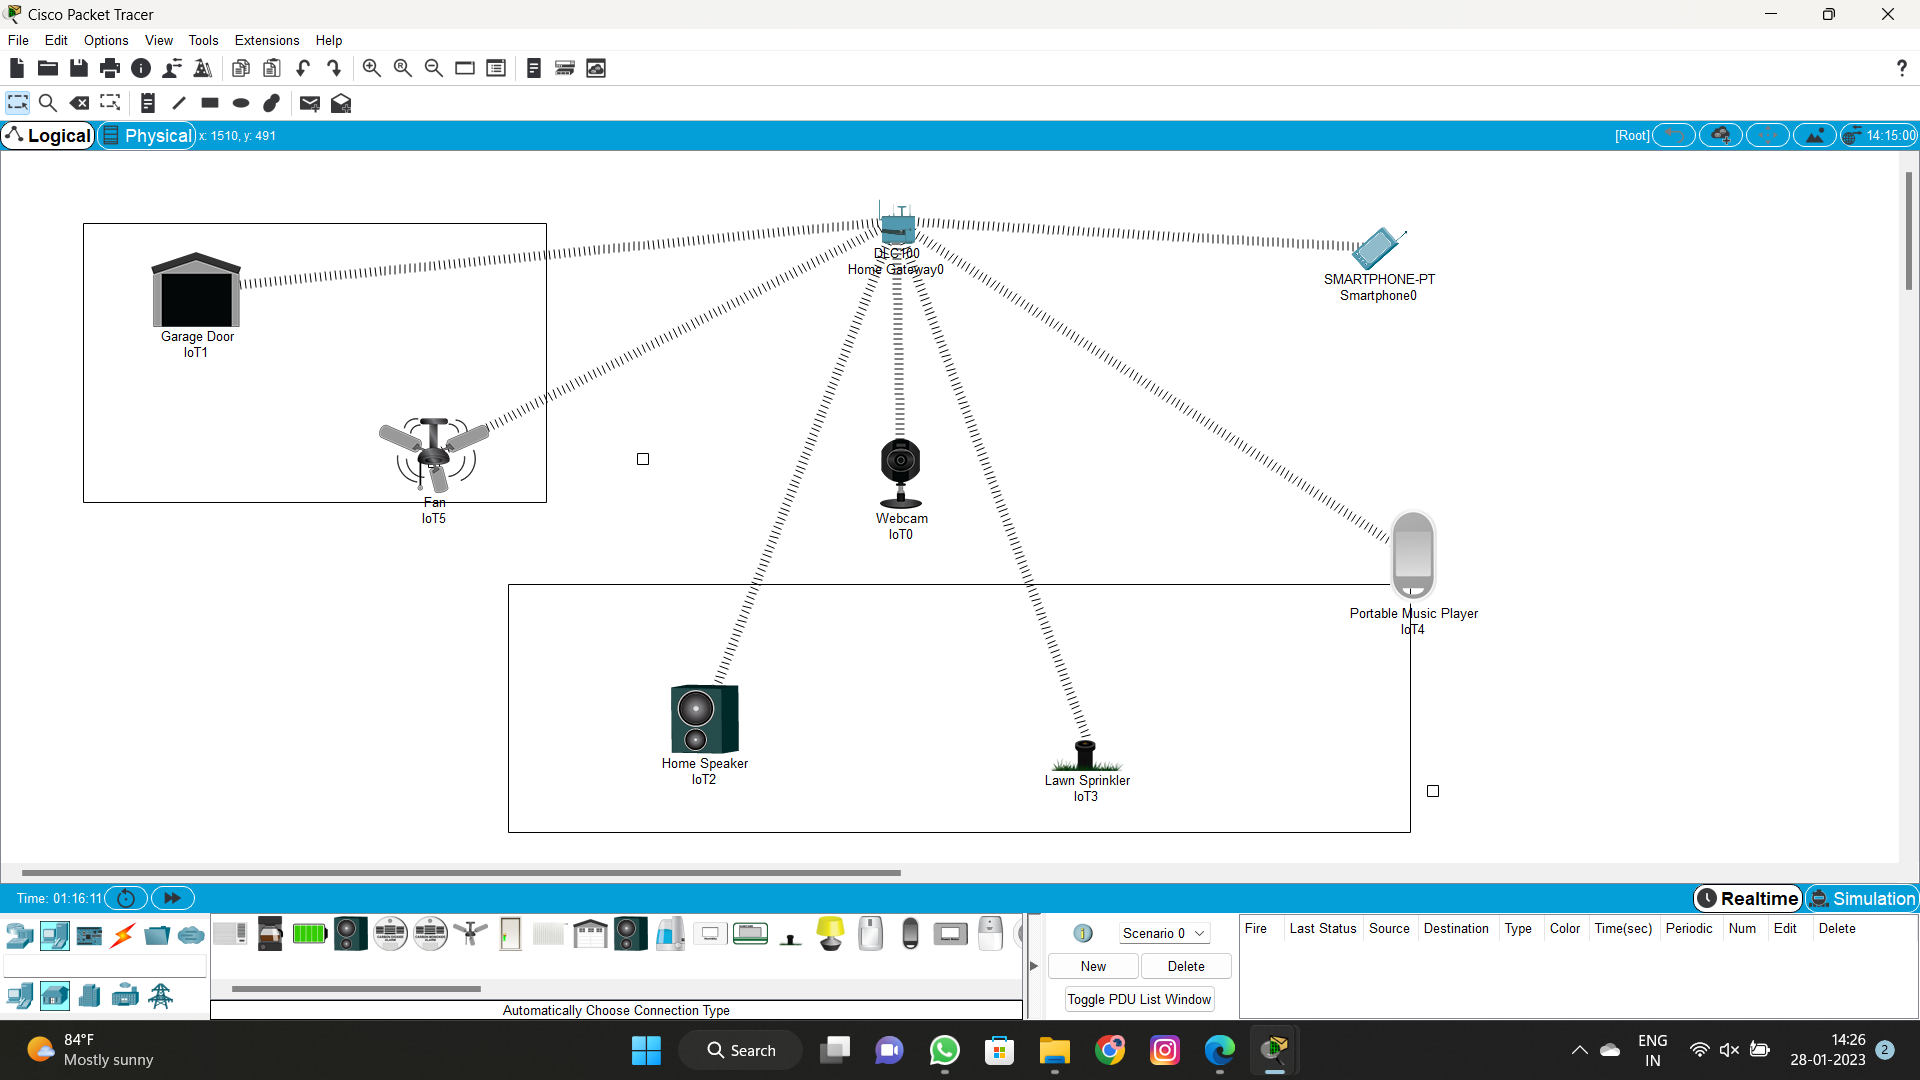 Cisco Packet Tracer
File Edit Options View Tools Extensions Help
Logical Physical x: 1510, y: 491 [Root] 14:15:00
DLC100
Home Gateway0
SMARTPHONE-PT
Smartphone0
Garage Door
IoT1
Fan
IoT5
Webcam
IoT0
Portable Music Player
IoT4
Home Speaker
IoT2
Lawn Sprinkler
IoT3
Time: 01:16:11 Realtime Simulation
Scenario 0
New Delete
Toggle PDU List Window
Fire Last Status Source Destination Type Color Time(sec) Periodic Num Edit Delete
Automatically Choose Connection Type
84°F
Mostly sunny
Search
ENG
IN
14:26
28-01-2023
2